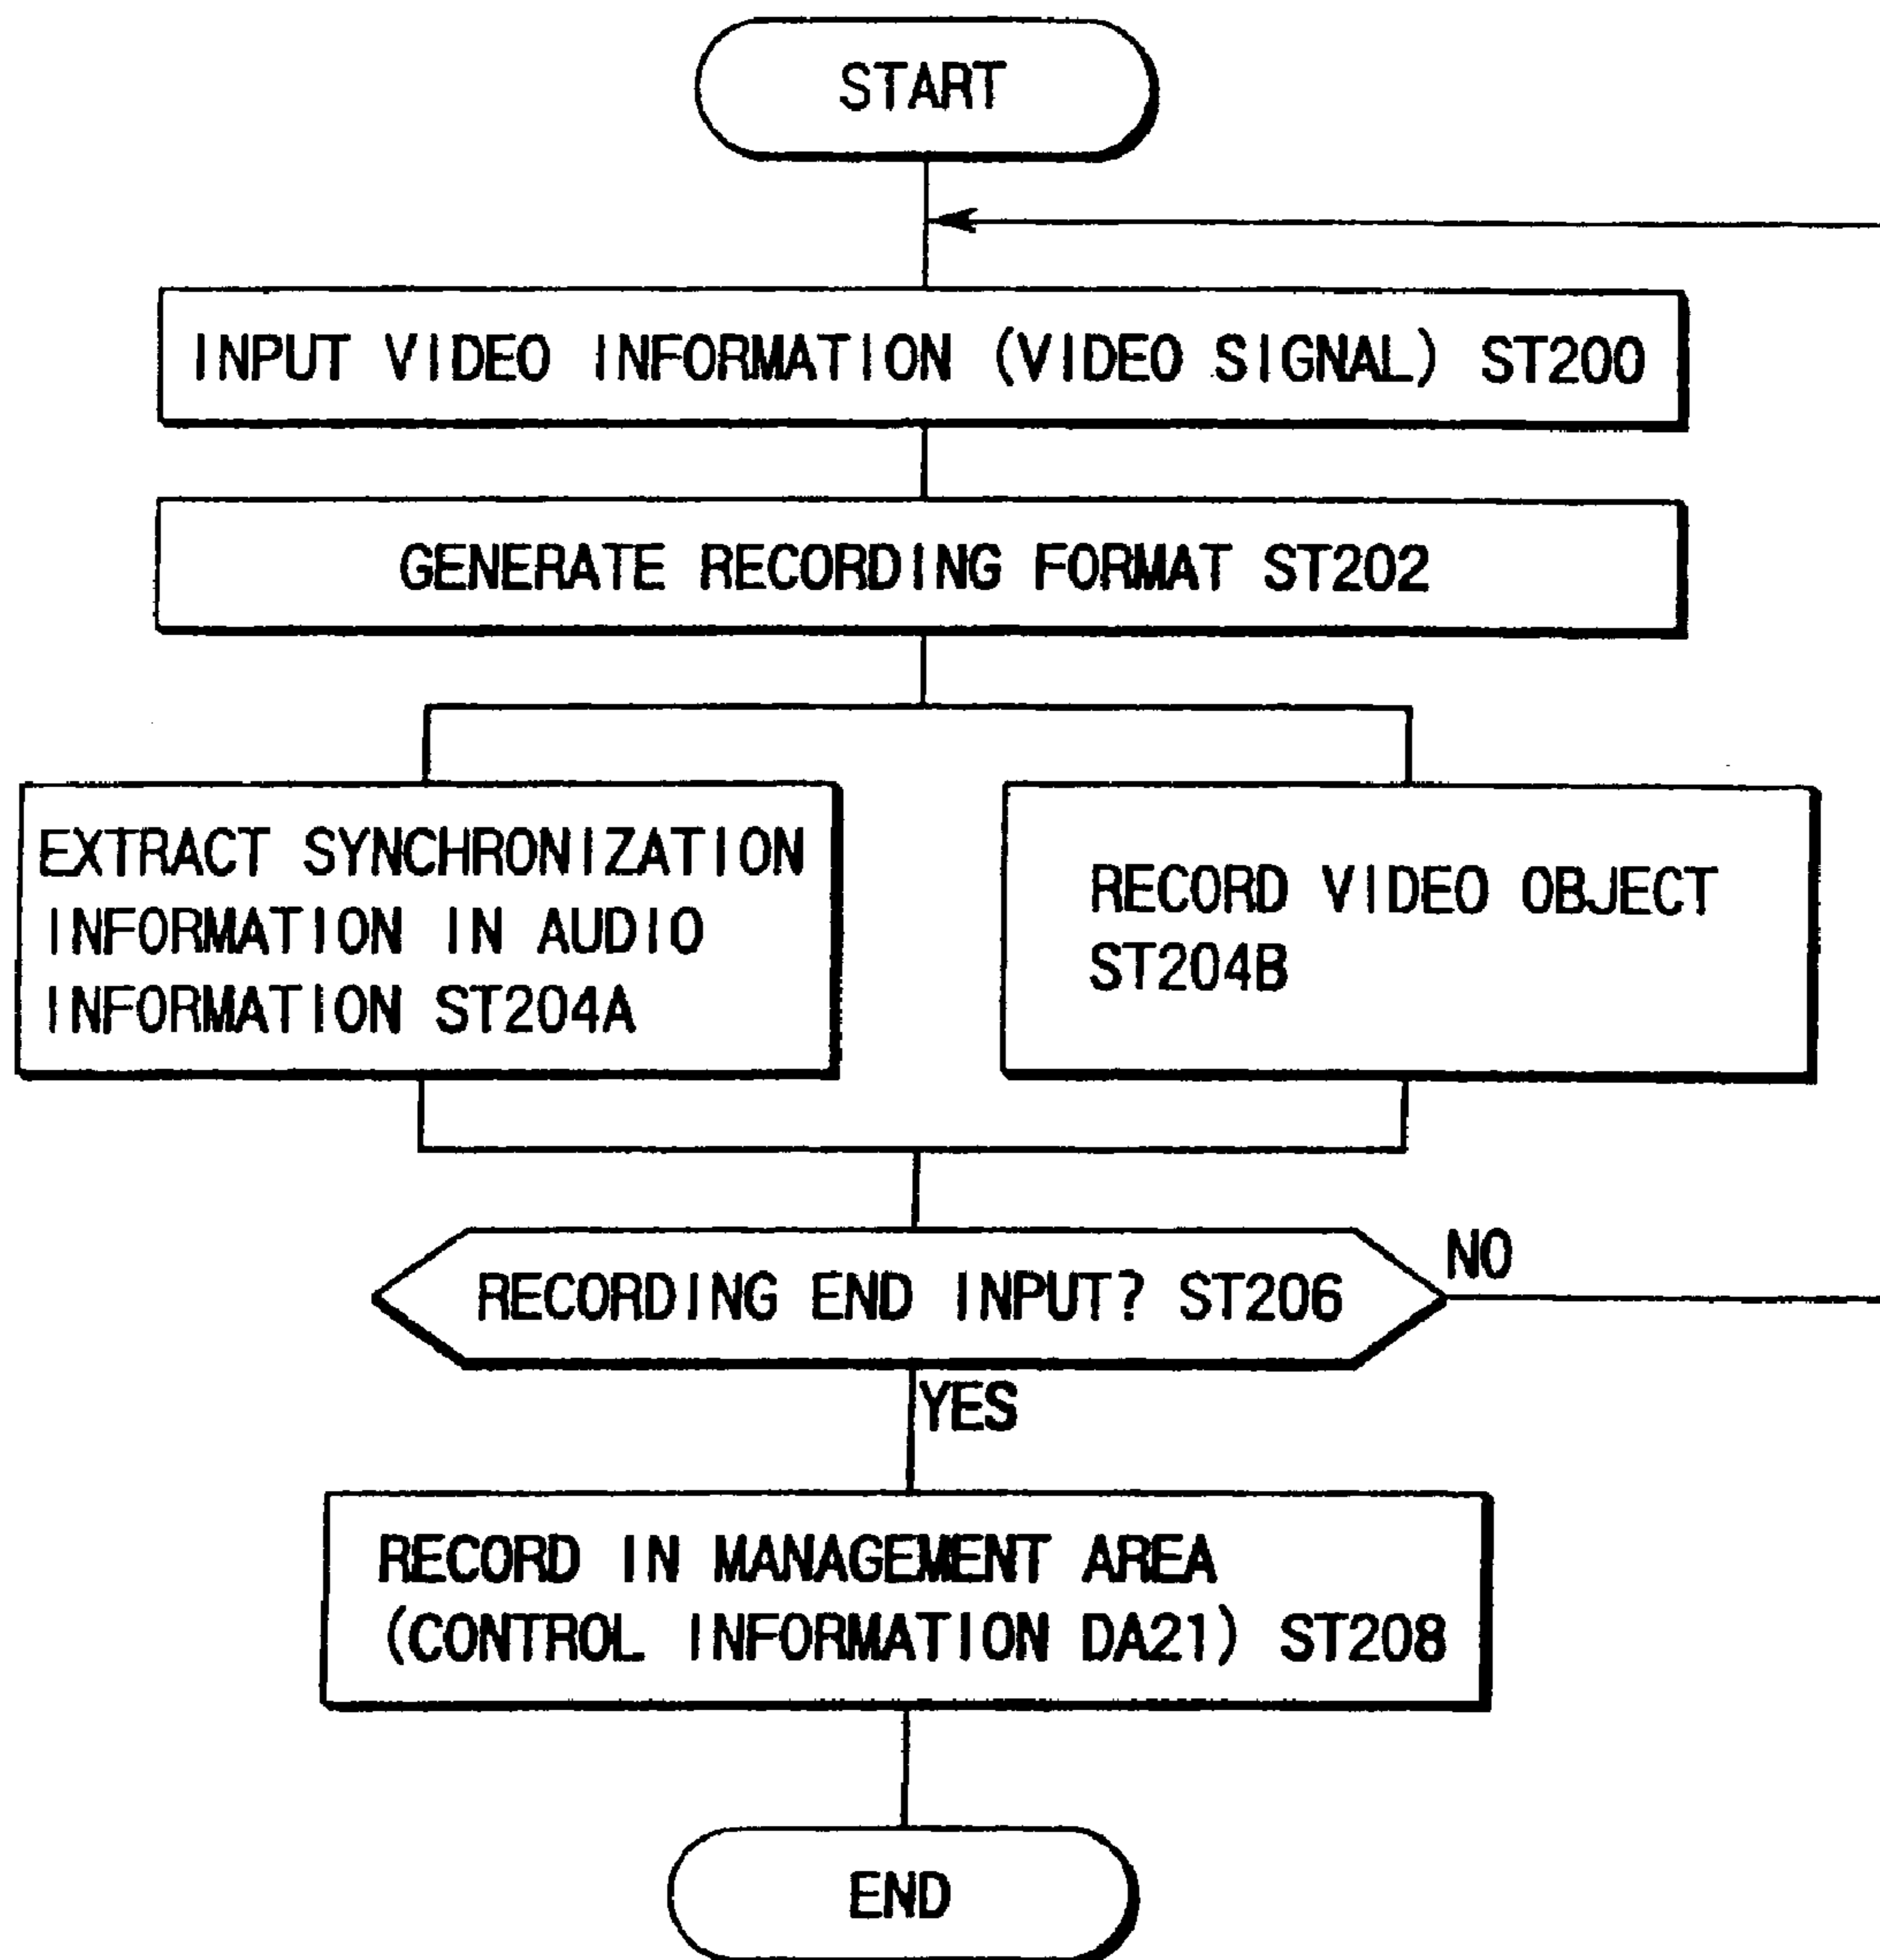 START
INPUT VIDEO INFORMATION (VIDEO SIGNAL) ST200
GENERATE RECORDING FORMAT ST202
EXTRACT SYNCHRONIZATION
INFORMATION IN AUDIO
INFORMATION ST204A
RECORD VIDEO OBJECT
ST204B
RECORDING END INPUT? ST206
NO
YES
RECORD IN MANAGEMENT AREA
(CONTROL INFORMATION DA21) ST208
END